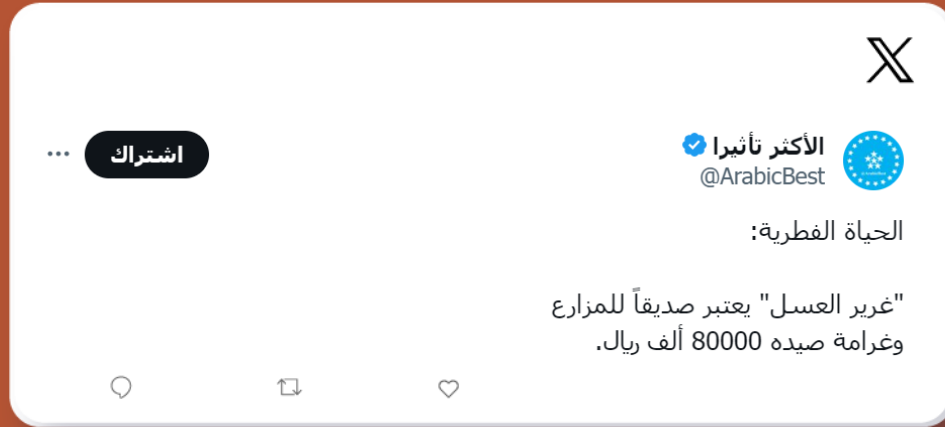 الأكثر تأثيرا
@ArabicBest
اشتراك
الحياة الفطرية:
"غرير العسل" يعتبر صديقاً للمزارع
وغرامة صيده 80000 ألف ريال.